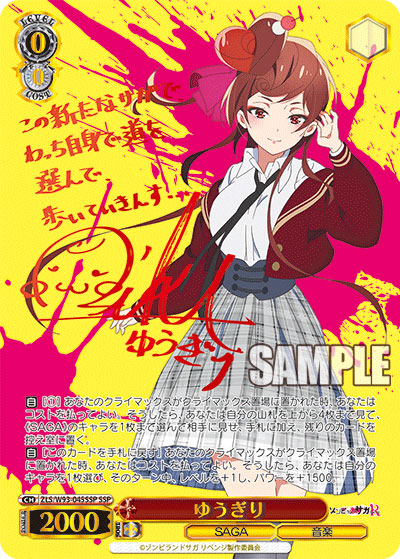 LEVEL
0
0
COST
この新たなサガで
わっち自身で道を
選んで、
歩いていきんす…
ゆうぎり
SAMPLE
自 [①] あなたのクライマックスがクライマックス置場に置かれた時、あなたは
コストを払ってよい。そうしたら、あなたは自分の山札を上から4枚まで見て、
《SAGA》のキャラを1枚まで選んで相手に見せ、手札に加え、残りのカードを
控え室に置く。
自 [このカードを手札に戻す] あなたのクライマックスがクライマックス置場
に置かれた時、あなたはコストを払ってよい。そうしたら、あなたは自分の
キャラを1枚選び、そのターン中、レベルを+1し、パワーを+1500。
CH ZLS/W93-04SSSP SSP
2000
SOUL
ゆうぎり
SAGA
音楽
ゾンビランドサガR
©ゾンビランドサガ リベンジ製作委員会